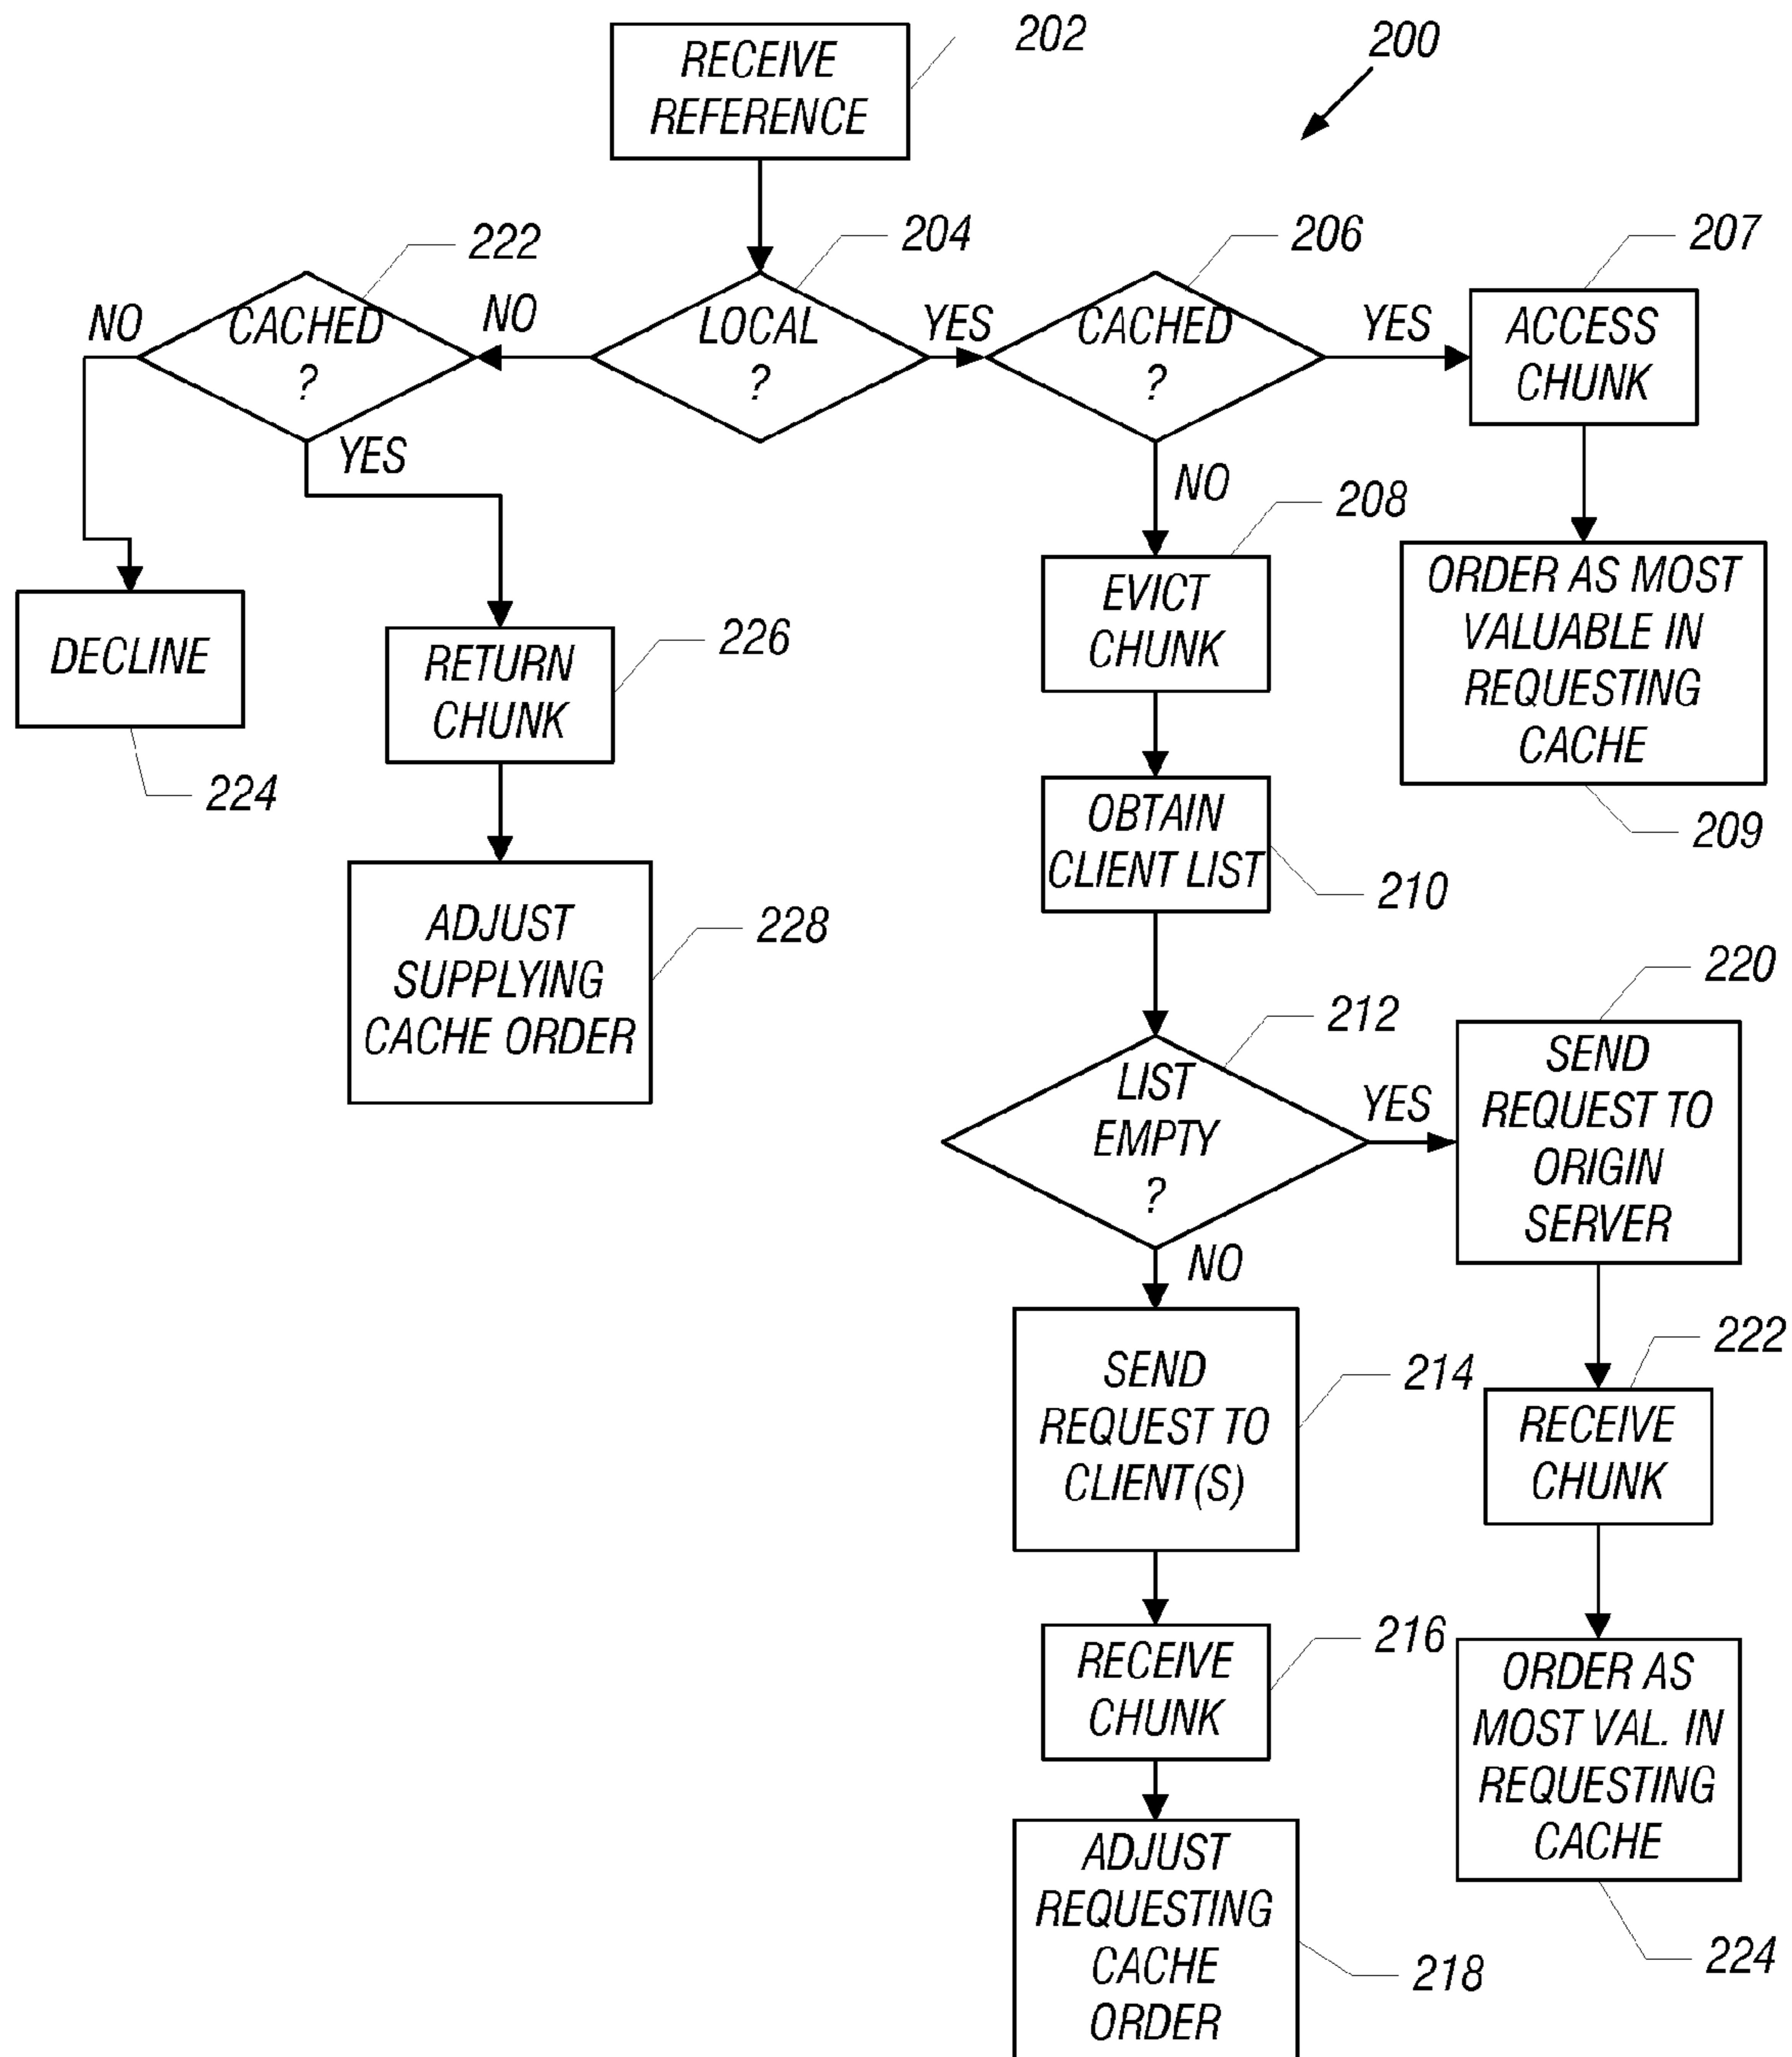 RECEIVE
REFERENCE
202
200
222
204
206
207
NO
CACHED
?
NO
LOCAL
?
YES
CACHED
?
YES
ACCESS
CHUNK
YES
NO
208
EVICT
CHUNK
ORDER AS MOST
VALUABLE IN
REQUESTING
CACHE
209
DECLINE
224
RETURN
CHUNK
226
OBTAIN
CLIENT LIST
210
ADJUST
SUPPLYING
CACHE ORDER
228
212
LIST
EMPTY
?
YES
220
SEND
REQUEST TO
ORIGIN
SERVER
NO
SEND
REQUEST TO
CLIENT(S)
214
222
RECEIVE
CHUNK
RECEIVE
CHUNK
216
ORDER AS
MOST VAL. IN
REQUESTING
CACHE
224
ADJUST
REQUESTING
CACHE
ORDER
218